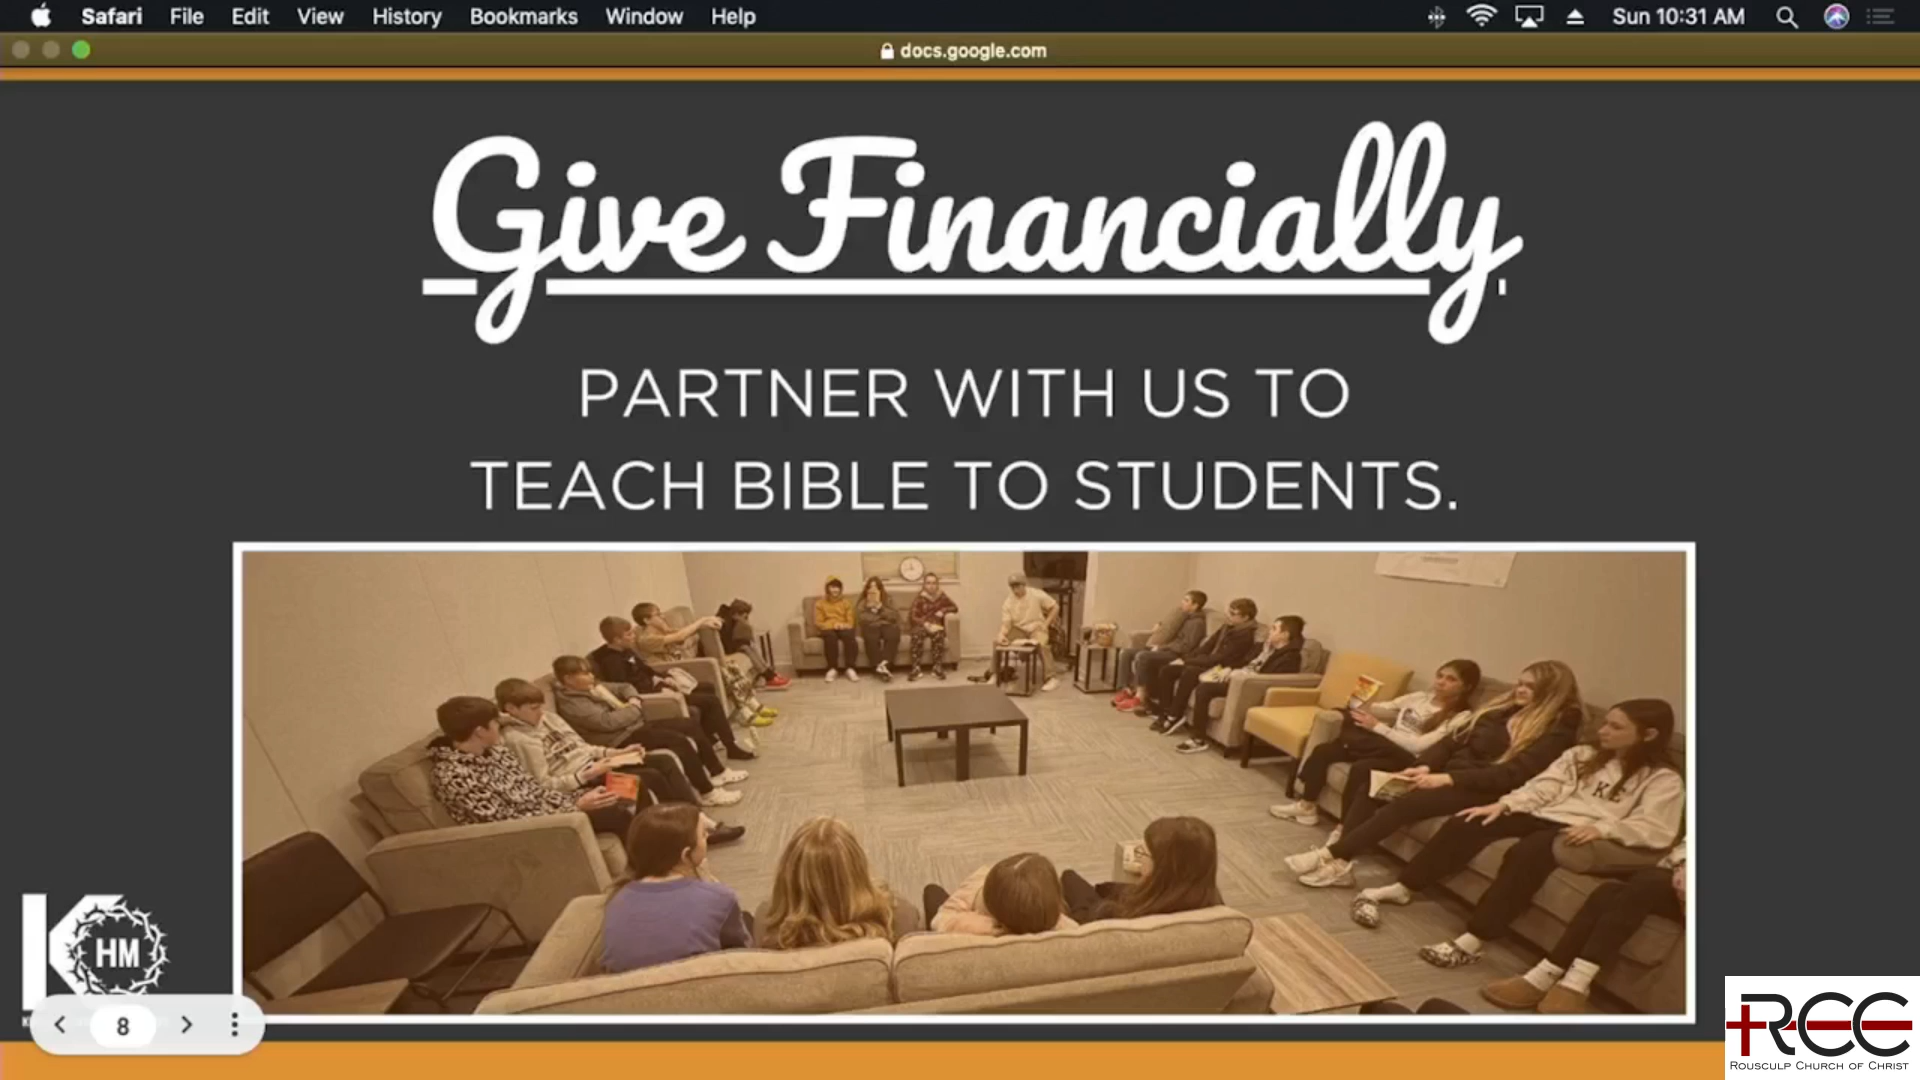 Safari File Edit View History Bookmarks Window Help Sun 10:31 AM
docs.google.com
Give Financially
PARTNER WITH US TO
TEACH BIBLE TO STUDENTS.
KE
HM
K
8
RCC
ROUSCULP CHURCH OF CHRIST